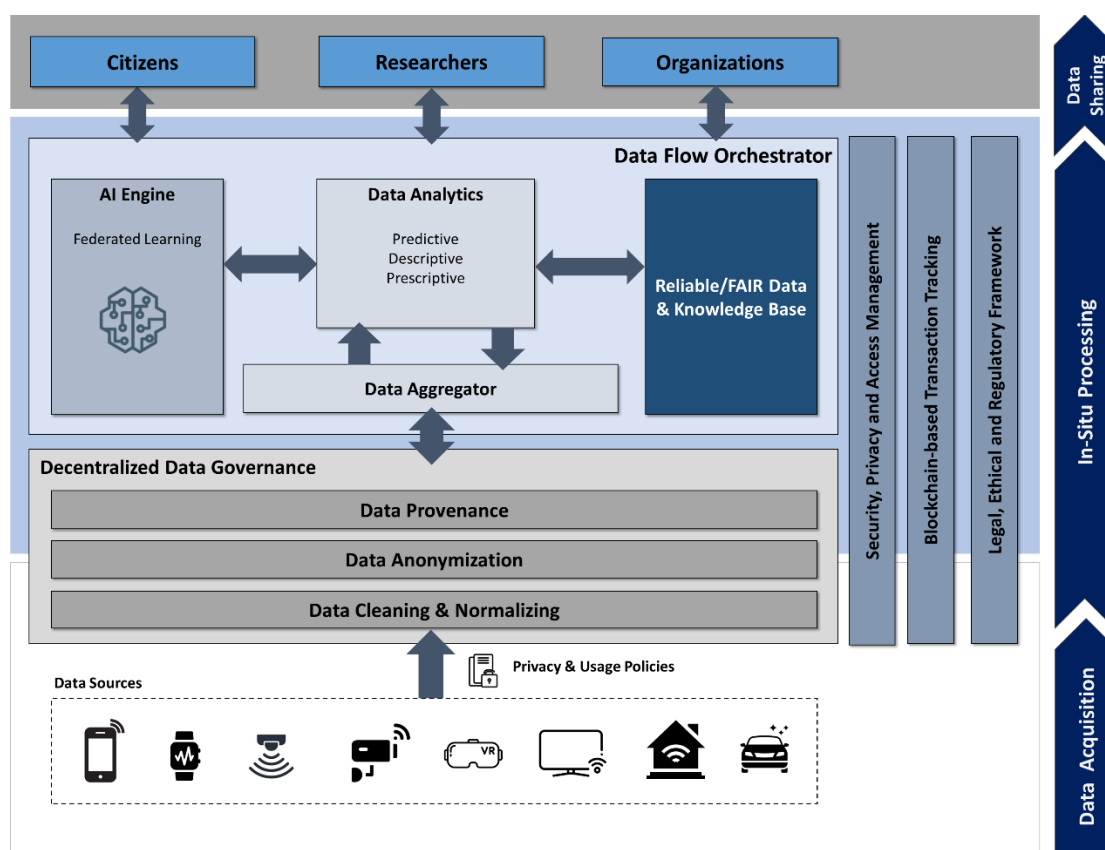 Citizens
Researchers
Organizations
Data Flow Orchestrator
AI Engine
Federated Learning
Data Analytics
Predictive
Descriptive
Prescriptive
Reliable/FAIR Data
& Knowledge Base
Data Aggregator
Decentralized Data Governance
Data Provenance
Data Anonymization
Data Cleaning & Normalizing
Privacy & Usage Policies
Data Sources
VR
Security, Privacy and Access Management
Blockchain-based Transaction Tracking
Legal, Ethical and Regulatory Framework
Data
Sharing
In-Situ Processing
Data Acquisition